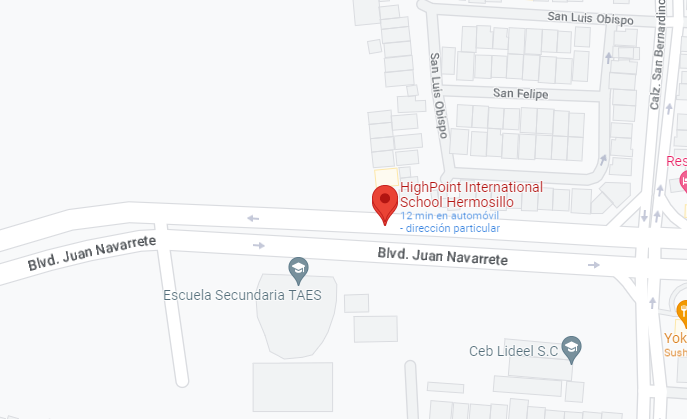 San Luis Obispo
Calz. San Bernardino
San Luis Obispo
San Felipe
Res
HighPoint International
School Hermosillo
12 min en automóvil
- dirección particular
Blvd. Juan Navarrete
Blvd. Juan Navarrete
Escuela Secundaria TAES
Ceb Lideel S.C
Yok
Sush